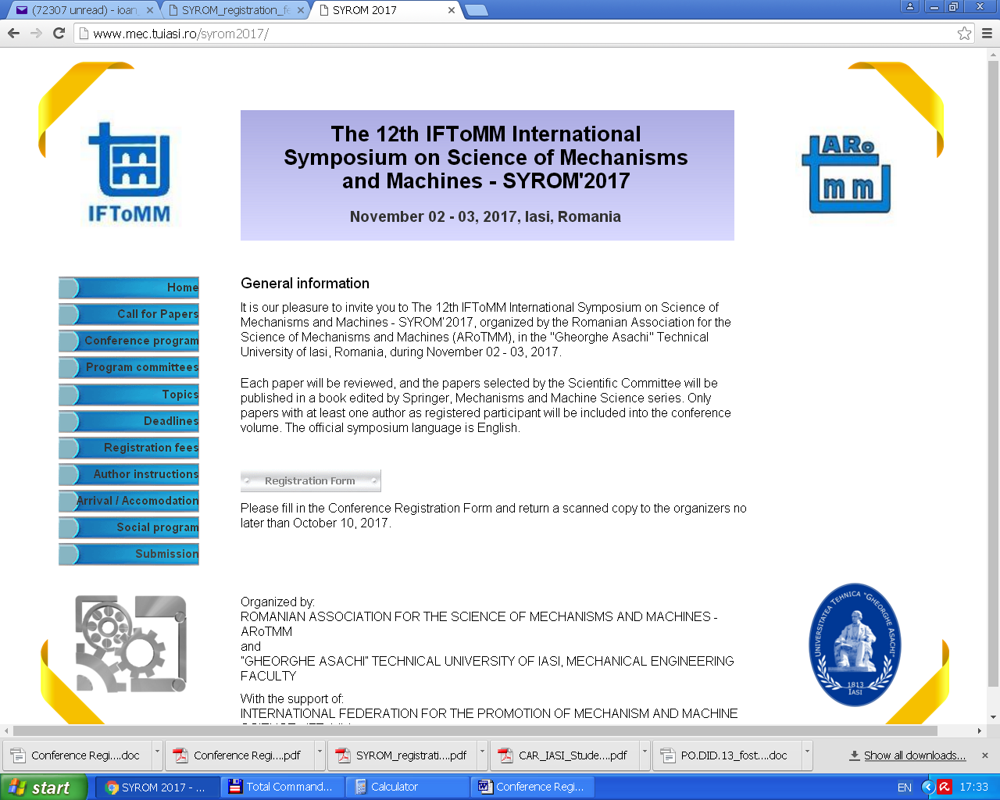 (72307 unread) - ioan_
SYROM_registration_fe
SYROM 2017
www.mec.tuiasi.ro/syrom2017/
The 12th IFToMM International
Symposium on Science of Mechanisms
and Machines - SYROM'2017
November 02 - 03, 2017, Iasi, Romania
IFToMM
ARo
mm
Home
Call for Papers
Conference program
Program committees
Topics
Deadlines
Registration fees
Author instructions
Arrival / Accomodation
Social program
Submission
General information
It is our pleasure to invite you to The 12th IFToMM International Symposium on Science of
Mechanisms and Machines - SYROM'2017, organized by the Romanian Association for the
Science of Mechanisms and Machines (ARoTMM), in the "Gheorghe Asachi" Technical
University of Iasi, Romania, during November 02 - 03, 2017.
Each paper will be reviewed, and the papers selected by the Scientific Committee will be
published in a book edited by Springer, Mechanisms and Machine Science series. Only
papers with at least one author as registered participant will be included into the conference
volume. The official symposium language is English.
Registration Form
Please fill in the Conference Registration Form and return a scanned copy to the organizers no
later than October 10, 2017.
Organized by:
ROMANIAN ASSOCIATION FOR THE SCIENCE OF MECHANISMS AND MACHINES -
ARoTMM
and
"GHEORGHE ASACHI" TECHNICAL UNIVERSITY OF IASI, MECHANICAL ENGINEERING
FACULTY
With the support of:
INTERNATIONAL FEDERATION FOR THE PROMOTION OF MECHANISM AND MACHINE
UNIVERSITATEA TEHNICA "GHEORGHE ASACHI"
1813
IASI
Conference Regi....doc
Conference Regi....pdf
SYROM_registrati....pdf
CAR_IASI_Stude....pdf
PO.DID.13_fost....doc
Show all downloads...
start
SYROM 2017 - ...
Total Command...
Calculator
Conference Regi...
EN
17:33